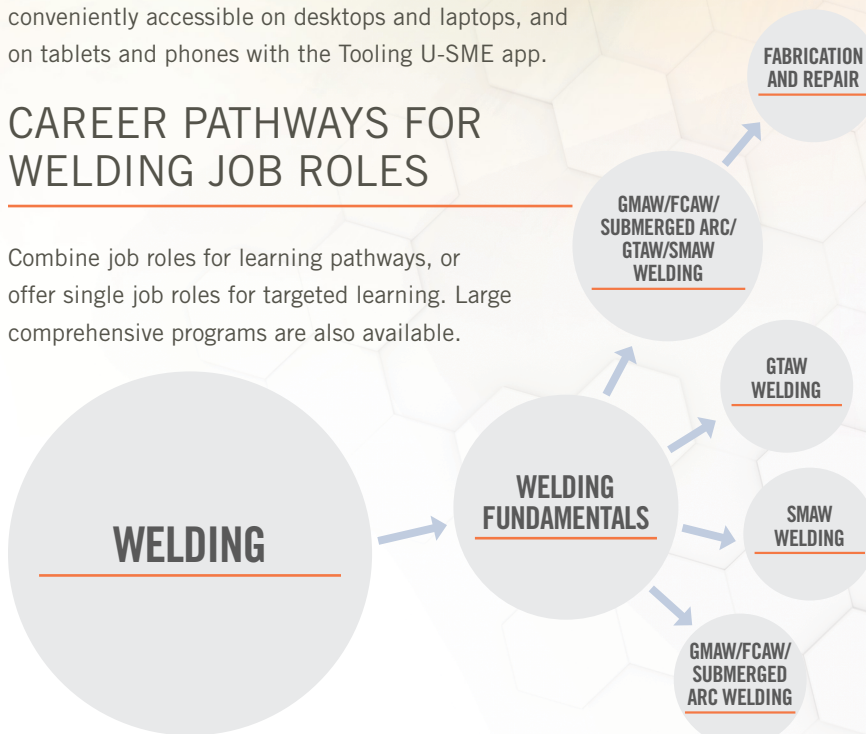 conveniently accessible on desktops and laptops, and
on tablets and phones with the Tooling U-SME app.
CAREER PATHWAYS FOR
WELDING JOB ROLES
Combine job roles for learning pathways, or
offer single job roles for targeted learning. Large
comprehensive programs are also available.
WELDING
WELDING
FUNDAMENTALS
GMAW/FCAW/
SUBMERGED ARC/
GTAW/SMAW
WELDING
FABRICATION
AND REPAIR
GTAW
WELDING
SMAW
WELDING
GMAW/FCAW/
SUBMERGED
ARC WELDING